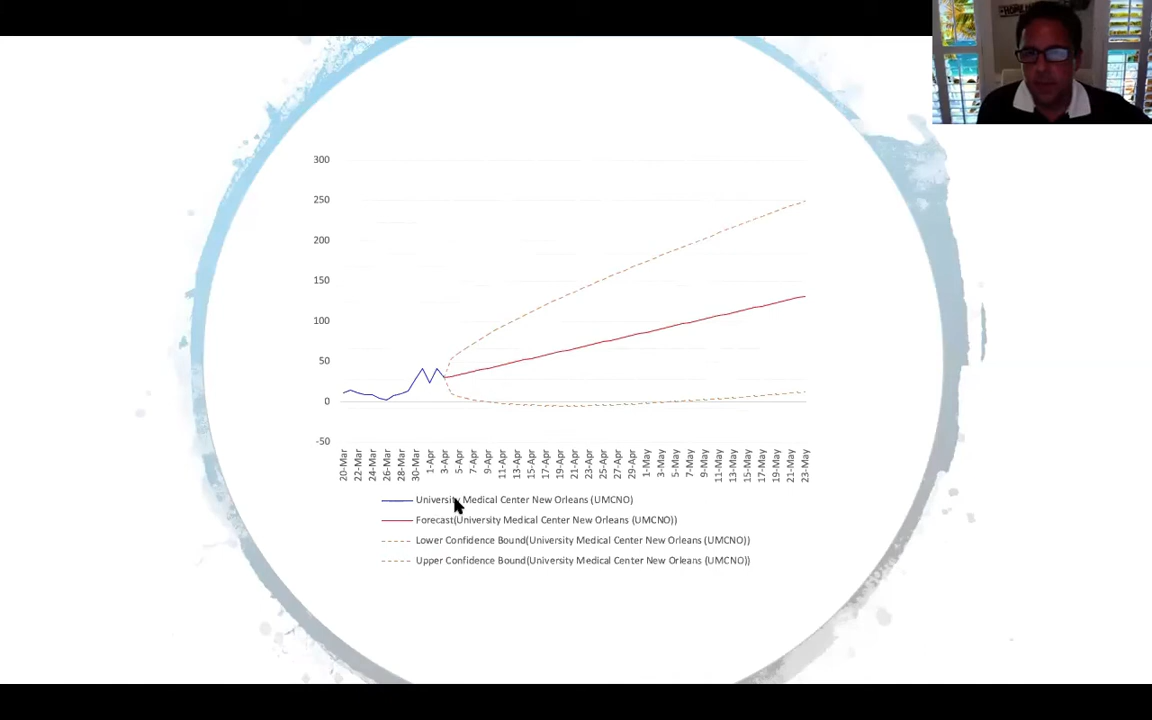 300
250
200
150
100
50
0
-50
20-Mar 22-Mar 24-Mar 26-Mar 28-Mar 30-Mar 1-Apr 3-Apr 5-Apr 7-Apr 9-Apr 11-Apr 13-Apr 15-Apr 17-Apr 19-Apr 21-Apr 23-Apr 25-Apr 27-Apr 29-Apr 1-May 3-May 5-May 7-May 9-May 11-May 13-May 15-May 17-May 19-May 21-May 23-May
University Medical Center New Orleans (UMCNO)
Forecast(University Medical Center New Orleans (UMCNO))
Lower Confidence Bound(University Medical Center New Orleans (UMCNO))
Upper Confidence Bound(University Medical Center New Orleans (UMCNO))